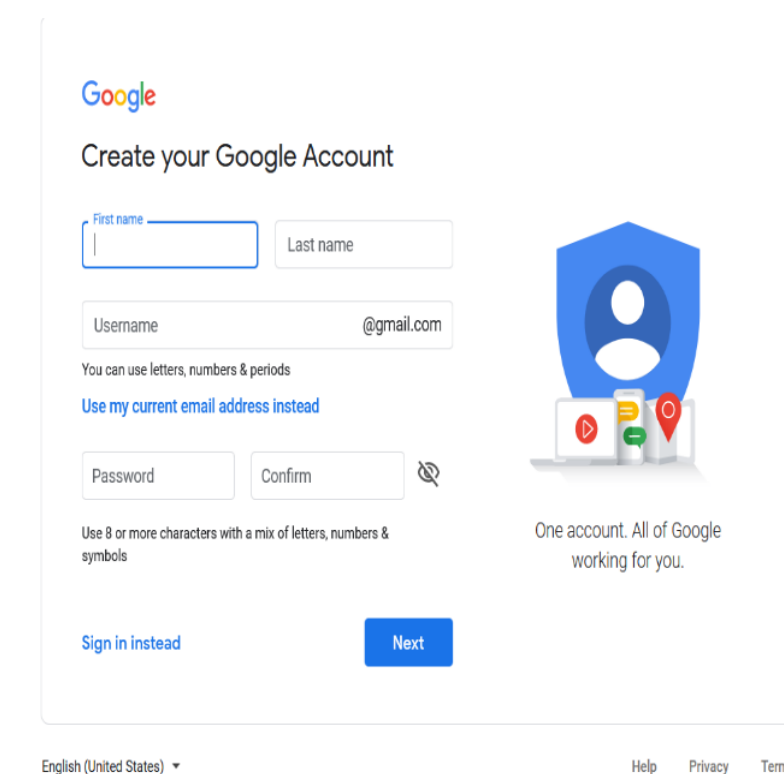 Google
Create your Google Account
First name
Last name
Username @gmail.com
You can use letters, numbers & periods
Use my current email address instead
Password
Confirm
Use 8 or more characters with a mix of letters, numbers &
symbols
One account. All of Google
working for you.
Sign in instead
Next
English (United States)
Help Privacy